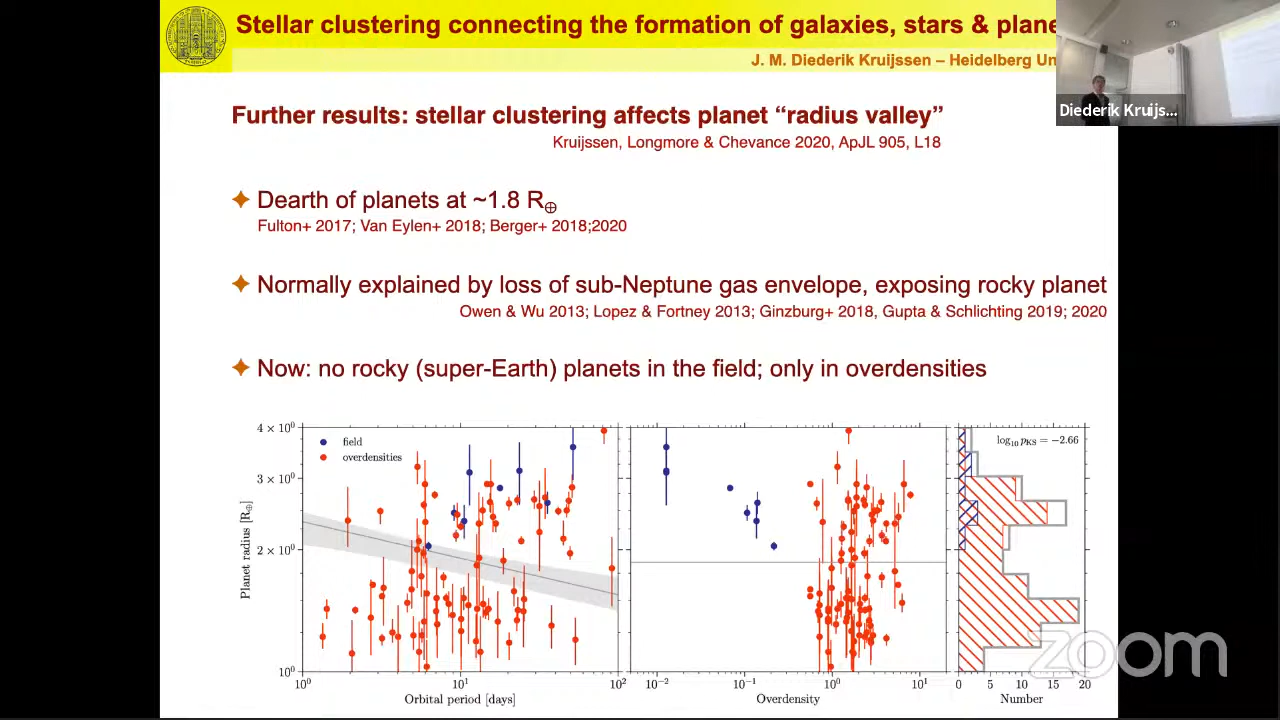 Stellar clustering connecting the formation of galaxies, stars & plane
J. M. Diederik Kruijssen – Heidelberg Un
Diederik Kruijs...
Further results: stellar clustering affects planet “radius valley”
Kruijssen, Longmore & Chevance 2020, ApJL 905, L18
✦ Dearth of planets at ~1.8 R⊕
Fulton+ 2017; Van Eylen+ 2018; Berger+ 2018;2020
✦ Normally explained by loss of sub-Neptune gas envelope, exposing rocky planet
Owen & Wu 2013; Lopez & Fortney 2013; Ginzburg+ 2018, Gupta & Schlichting 2019; 2020
✦ Now: no rocky (super-Earth) planets in the field; only in overdensities
4 × 10⁰
3 × 10⁰
2 × 10⁰
10⁰
Planet radius [R⊕]
field
overdensities
10⁰ 10¹ 10²
Orbital period [days]
10⁻² 10⁻¹ 10⁰ 10¹
Overdensity
log₁₀ pKS = −2.66
0 5 10 15 20
Number
zoom